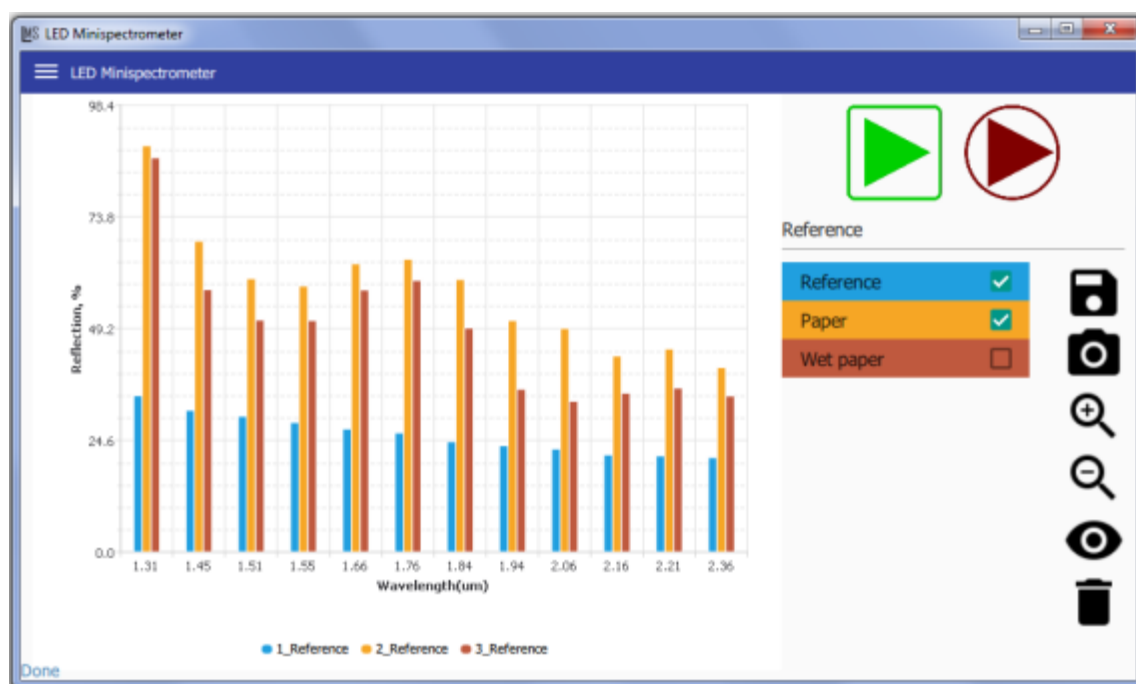 LMS LED Minispectrometer
LED Minispectrometer
98.4
73.8
49.2
24.6
0.0
Reflection, %
1.31 1.45 1.51 1.55 1.66 1.76 1.84 1.94 2.06 2.16 2.21 2.36
Wavelength(um)
1_Reference 2_Reference 3_Reference
Done
Reference
Reference
Paper
Wet paper